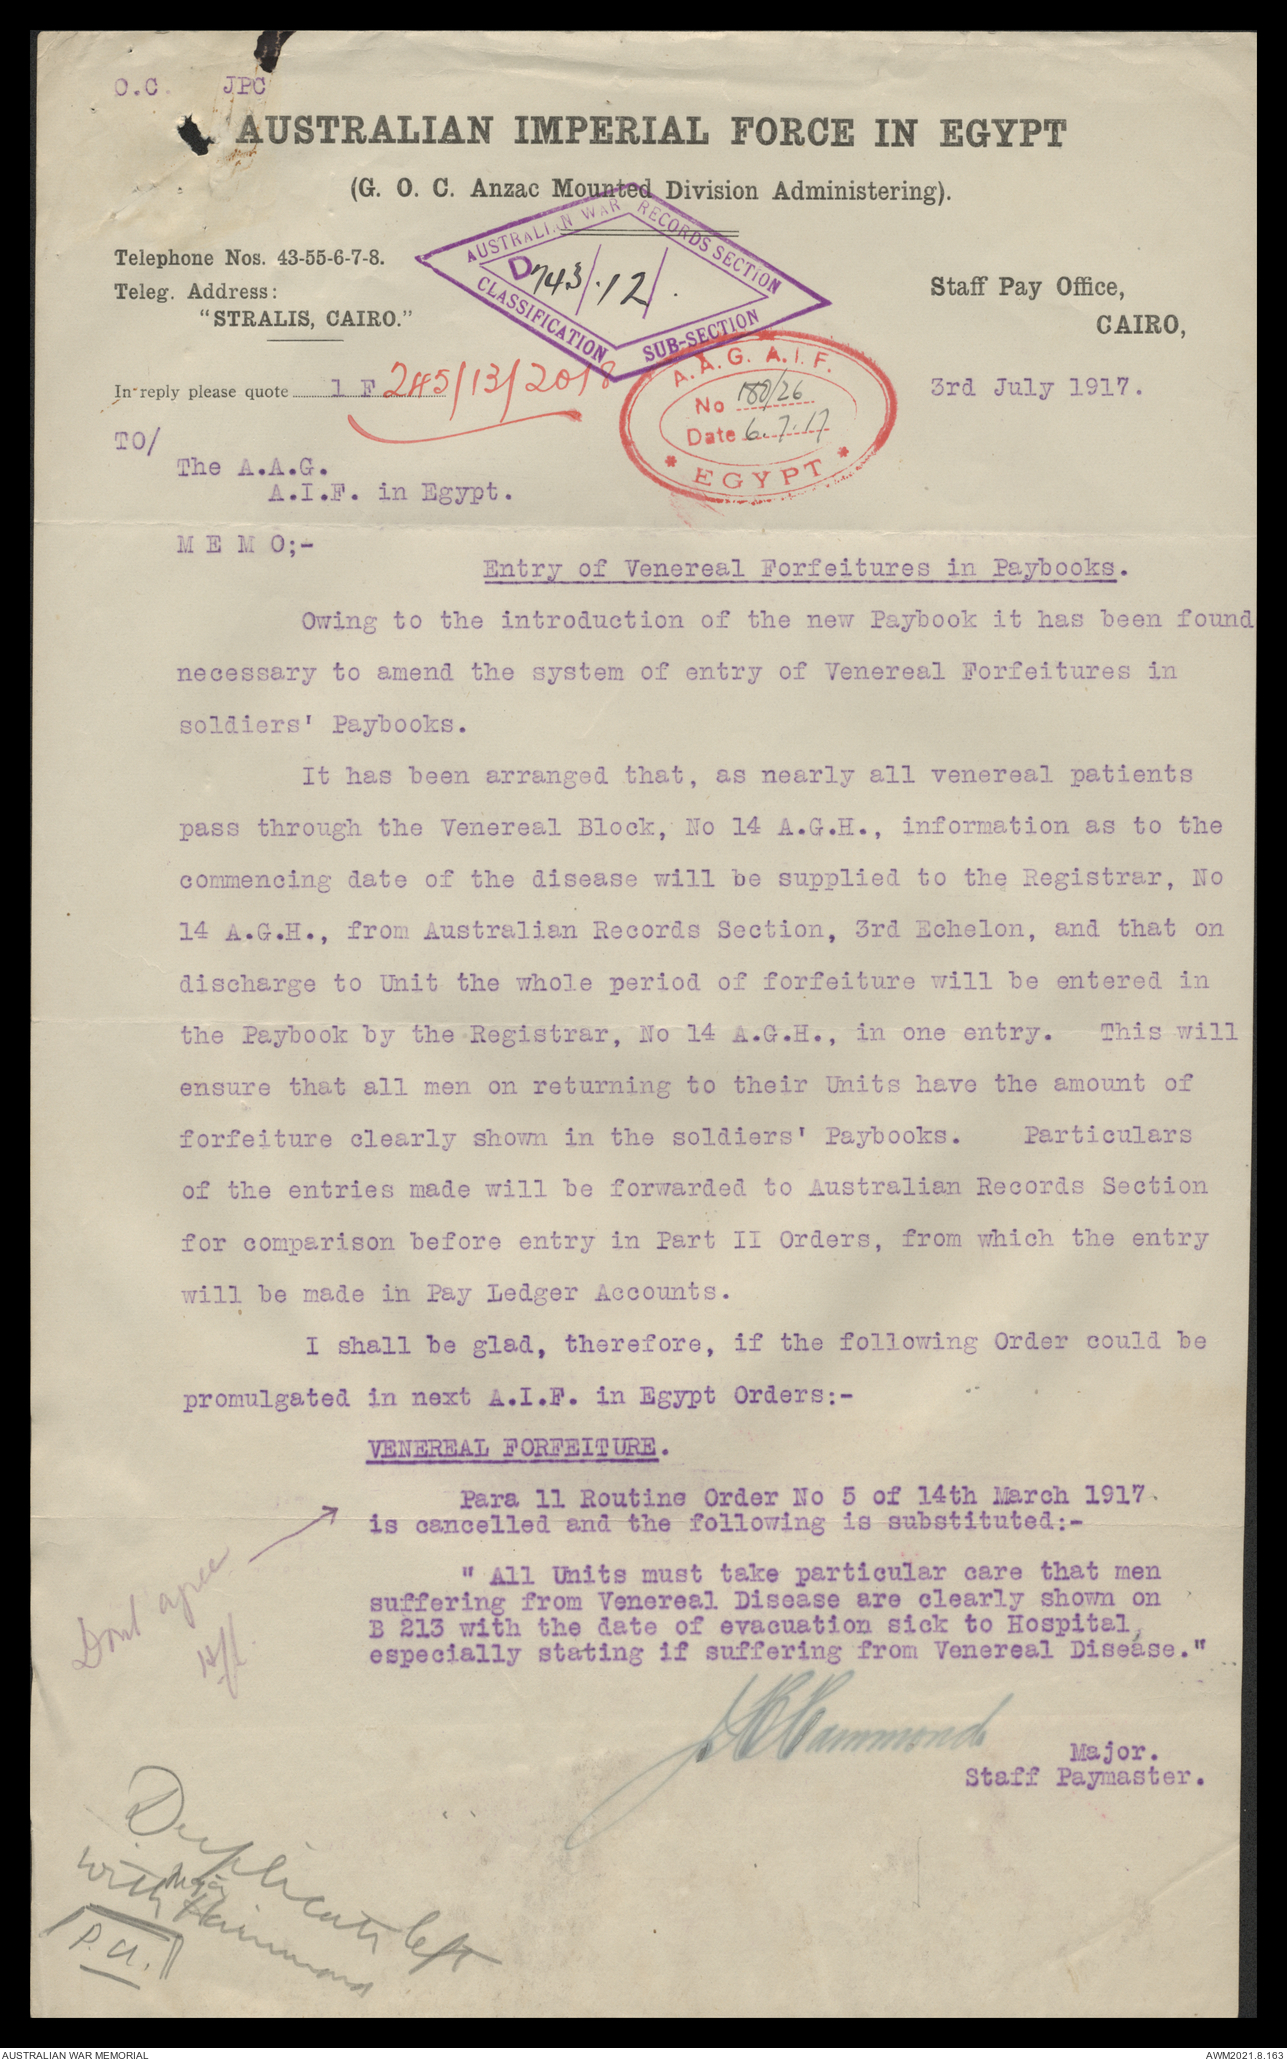 C.C. JPC
AUSTRALIAN IMPERIAL FORCE IN EGYPT
(G. O. C. Anzac Mounted Division Administering).
AUSTRALIAN WAR RECORDS SECTION
D743/.12/.
CLASSIFICATION SUB-SECTION
Telephone Nos. 43-55-6-7-8.
Teleg. Address:
"STRALIS, CAIRO."
Staff Pay Office,
CAIRO,
In reply please quote 1 F 245/13/2018
A.A.G. A.I.F.
No 180/26
Date 6.7.17
* EGYPT *
3rd July 1917.
TO/
The A.A.G.
A.I.F. in Egypt.
M E M O;-
Entry of Venereal Forfeitures in Paybooks.
Owing to the introduction of the new Paybook it has been found
necessary to amend the system of entry of Venereal Forfeitures in
soldiers' Paybooks.
It has been arranged that, as nearly all venereal patients
pass through the Venereal Block, No 14 A.G.H., information as to the
commencing date of the disease will be supplied to the Registrar, No
14 A.G.H., from Australian Records Section, 3rd Echelon, and that on
discharge to Unit the whole period of forfeiture will be entered in
the Paybook by the Registrar, No 14 A.G.H., in one entry. This will
ensure that all men on returning to their Units have the amount of
forfeiture clearly shown in the soldiers' Paybooks. Particulars
of the entries made will be forwarded to Australian Records Section
for comparison before entry in Part II Orders, from which the entry
will be made in Pay Ledger Accounts.
I shall be glad, therefore, if the following Order could be
promulgated in next A.I.F. in Egypt Orders:-
VENEREAL FORFEITURE.
Para 11 Routine Order No 5 of 14th March 1917.
is cancelled and the following is substituted:-
" All Units must take particular care that men
suffering from Venereal Disease are clearly shown on
B 213 with the date of evacuation sick to Hospital,
especially stating if suffering from Venereal Disease."
Dont agree
Hammond
Major.
Staff Paymaster.
Duplicate left
with Major Hammond
P.A.
AUSTRALIAN WAR MEMORIAL
AWM2021.8.163